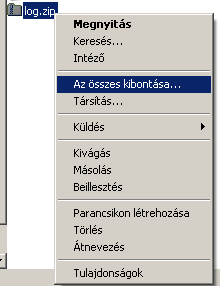 log.zip
Megnyitás
Keresés...
Intéző
Az összes kibontása...
Társítás...
Küldés
Kivágás
Másolás
Beillesztés
Parancsikon létrehozása
Törlés
Átnevezés
Tulajdonságok